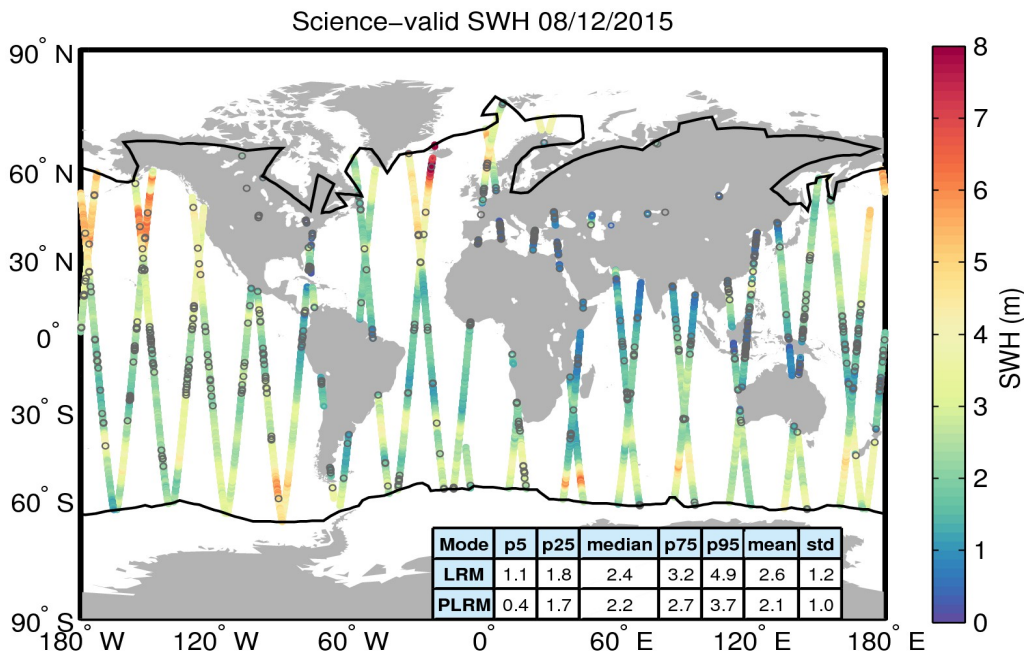 Science−valid SWH 08/12/2015
90° N
60° N
30° N
0°
30° S
60° S
90° S
180° W
120° W
60° W
0°
60° E
120° E
180° E
8
7
6
5
4
3
2
1
0
SWH (m)
Mode p5 p25 median p75 p95 mean std
LRM 1.1 1.8 2.4 3.2 4.9 2.6 1.2
PLRM 0.4 1.7 2.2 2.7 3.7 2.1 1.0